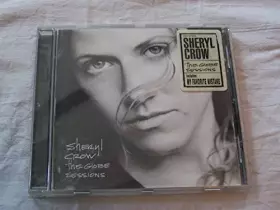 SHERYL
CROW
THE GLOBE
SESSIONS
MY FAVORITE MISTAKE
sheryl
crow
the globe
sessions